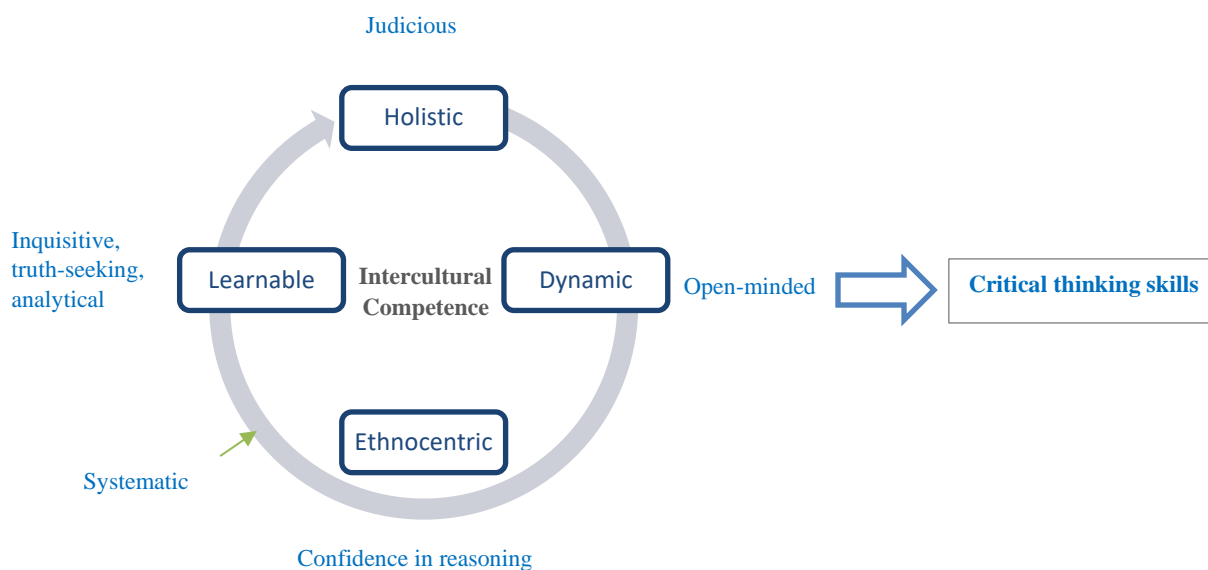 Judicious
Holistic
Inquisitive,
truth-seeking,
analytical
Learnable
Intercultural
Competence
Dynamic
Open-minded
Critical thinking skills
Ethnocentric
Systematic
Confidence in reasoning